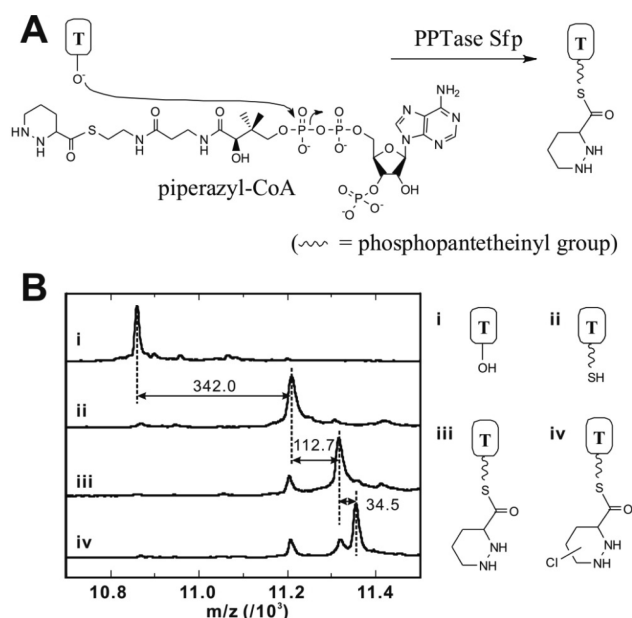 A
T
PPTase Sfp
T
O⁻
S
O
NH₂
HN
N
H
S
O
N
H
O
N
H
O
OH
O
O
P
O
O⁻
O
P
O
O⁻
O
N
N
N
N
O
O
OH
O
P
O⁻
O⁻
O
NH
N
H
piperazyl-CoA
( = phosphopantetheinyl group)
B
i
342.0
ii
112.7
iii
34.5
iv
10.8 11.0 11.2 11.4
m/z (/10³)
i
ii
T
T
OH
SH
iii
iv
T
T
S
S
O
O
NH
NH
Cl
NH
NH